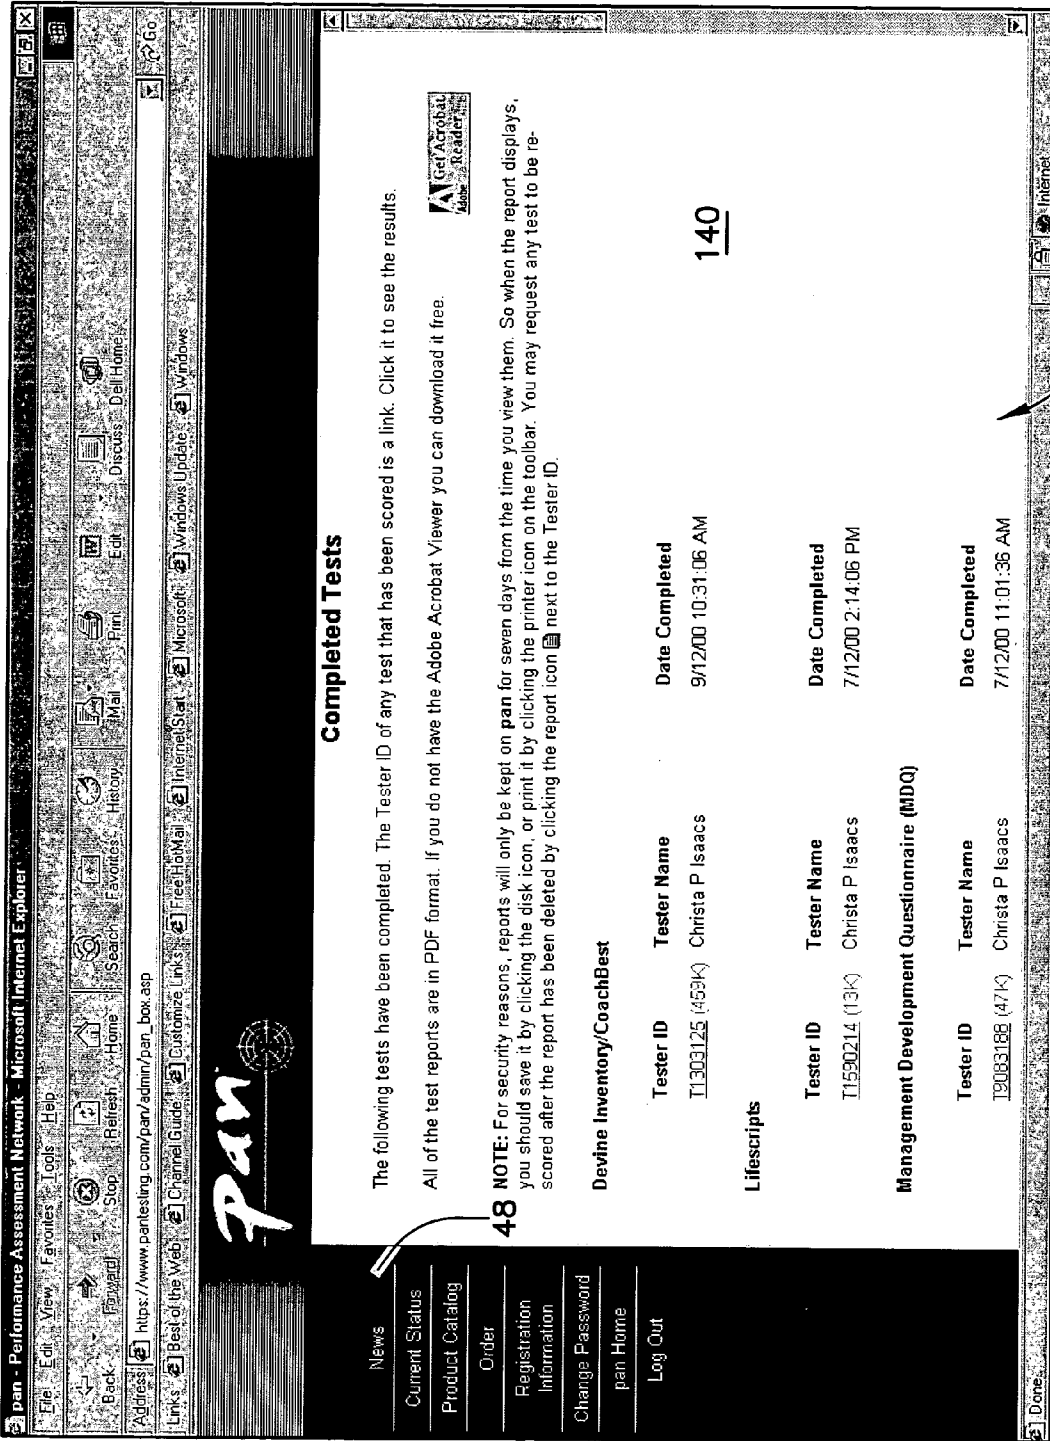 pan - Performance Assessment Network - Microsoft Internet Explorer
File Edit View Favorites Tools Help
Back Forward Stop Refresh Home Search Favorites History Mail Print Edit Discuss Dell Home
Address https://www.pantesting.com/pan/admin/pan_box.asp Go
Links Best of the Web Channel Guide Customize Links Free HotMail Internet Start Microsoft Windows Update Windows
pan
News
Current Status
Product Catalog
Order
Registration
Information
Change Password
pan Home
Log Out
48
Completed Tests
The following tests have been completed. The Tester ID of any test that has been scored is a link. Click it to see the results.
All of the test reports are in PDF format. If you do not have the Adobe Acrobat Viewer you can download it free.
Get Acrobat
Adobe Reader
NOTE: For security reasons, reports will only be kept on pan for seven days from the time you view them. So when the report displays,
you should save it by clicking the disk icon, or print it by clicking the printer icon on the toolbar. You may request any test to be re-
scored after the report has been deleted by clicking the report icon next to the Tester ID.
140
Devine Inventory/CoachBest
Tester ID Tester Name Date Completed
T1303125 (459K) Christa P Isaacs 9/12/00 10:31:06 AM
Lifescripts
Tester ID Tester Name Date Completed
T1590214 (13K) Christa P Isaacs 7/12/00 2:14:06 PM
Management Development Questionnaire (MDQ)
Tester ID Tester Name Date Completed
T9083188 (47K) Christa P Isaacs 7/12/00 11:01:36 AM
Done Internet